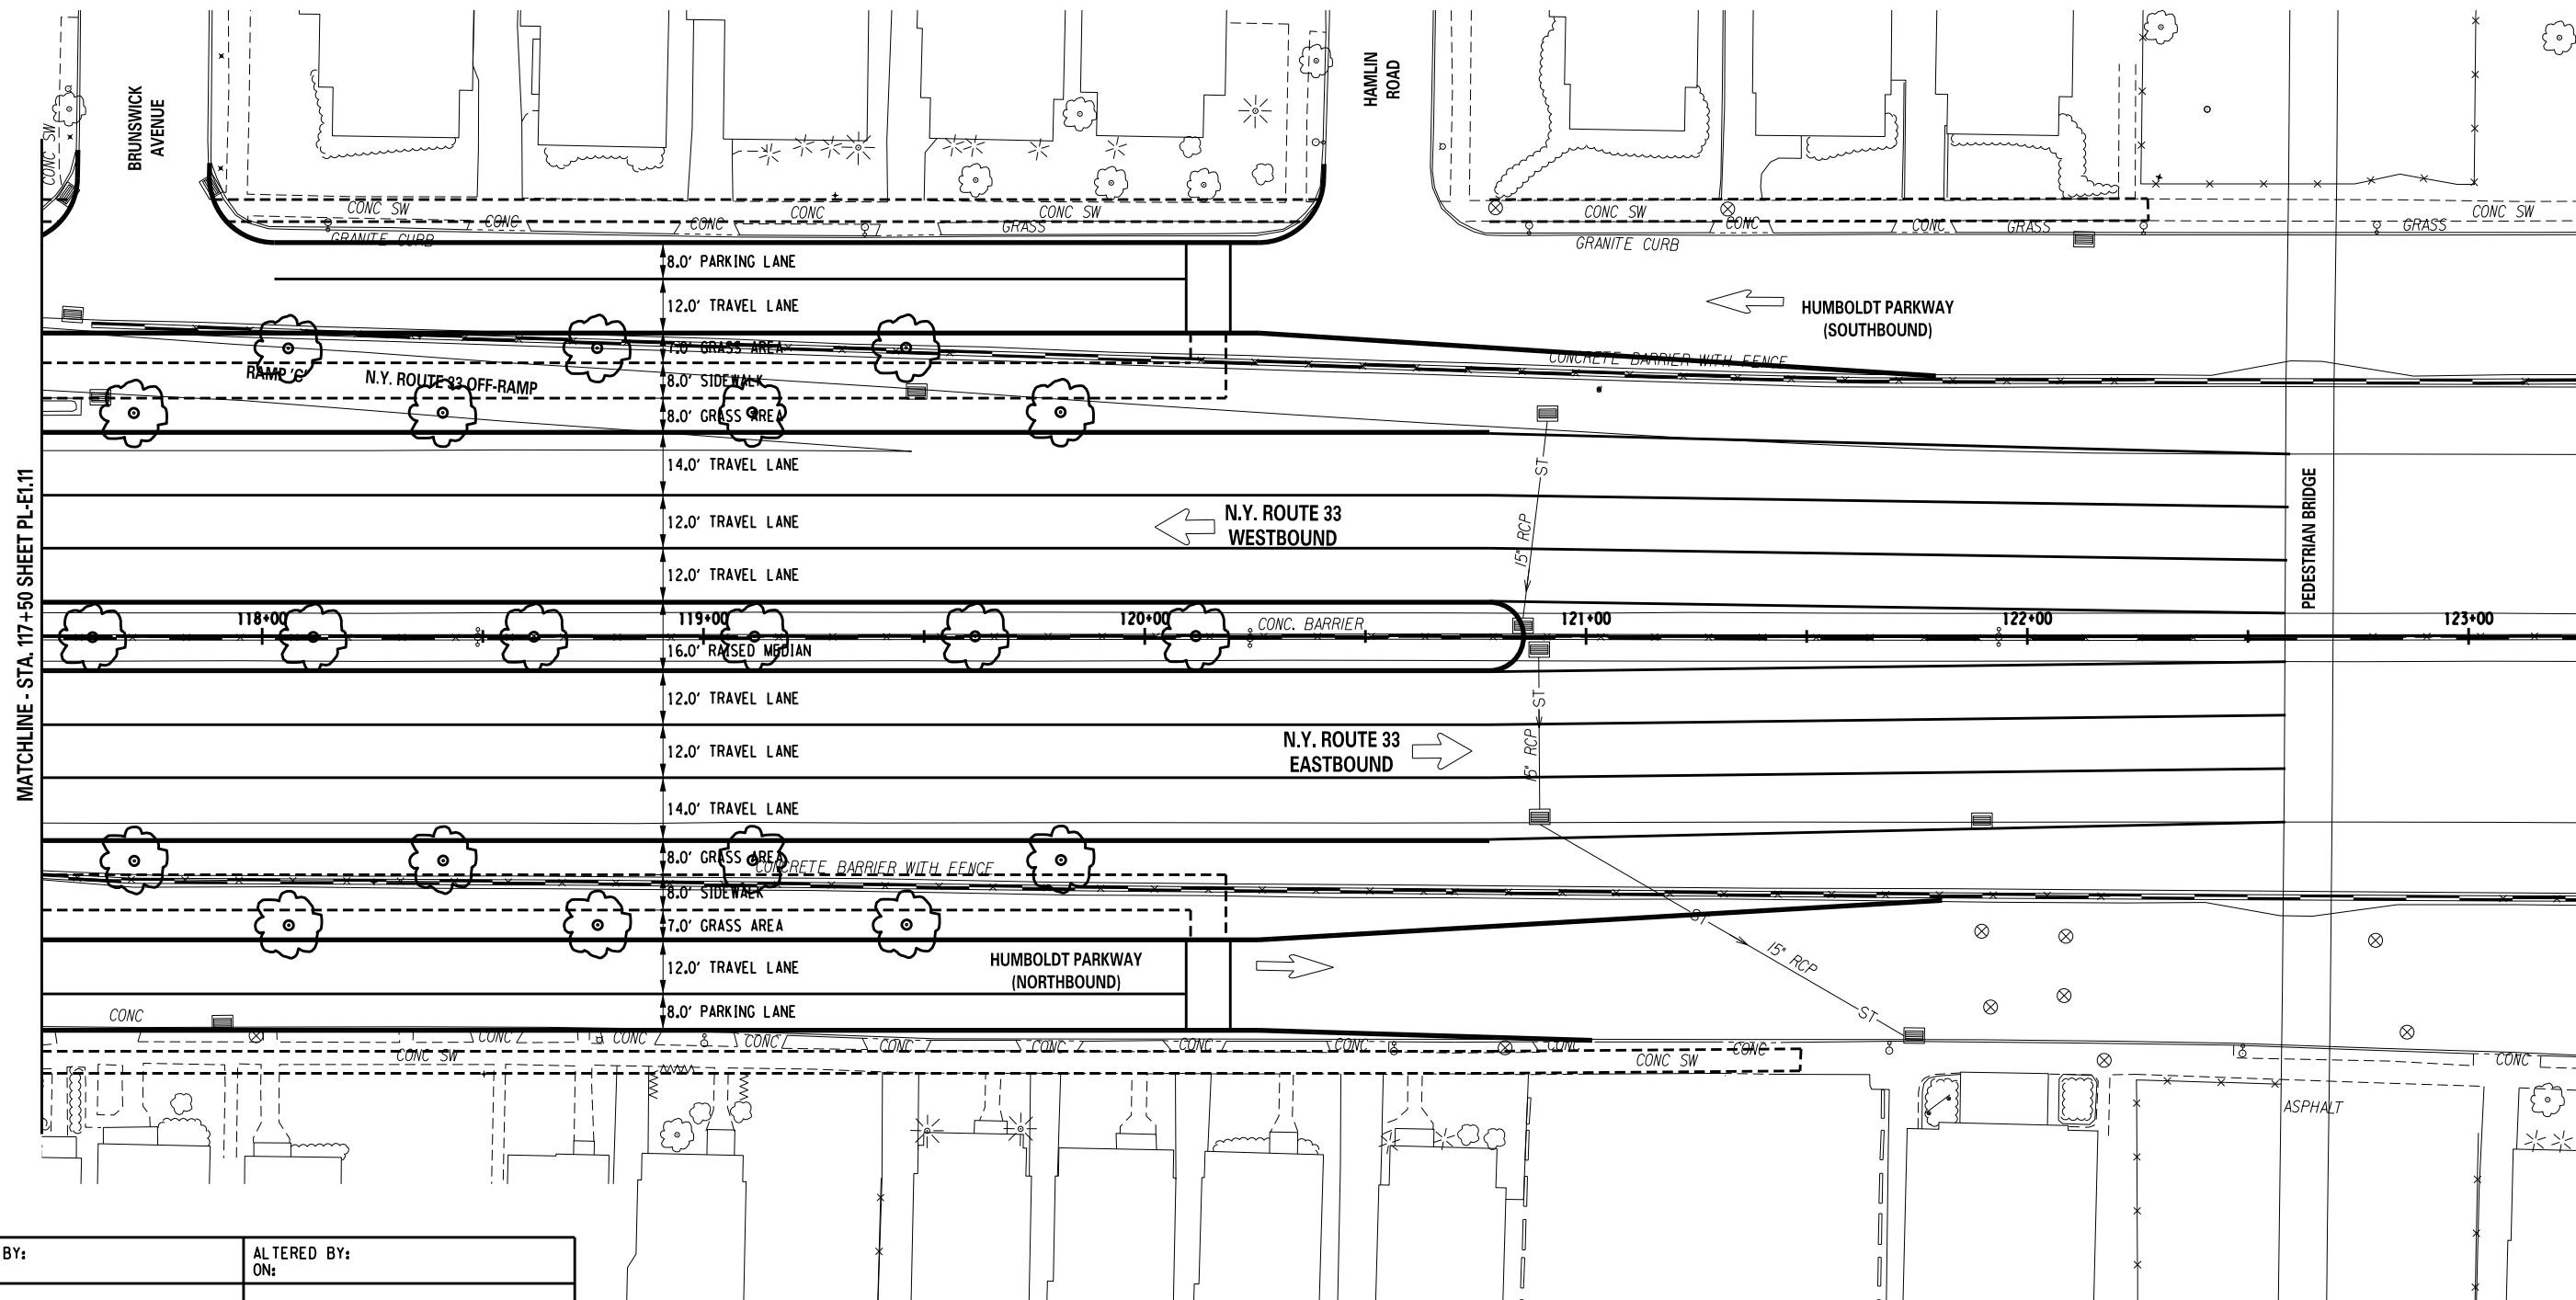 BRUNSWICK
AVENUE
HAMLIN
ROAD
CONC SW
CONC SW
CONC
CONC
CONC
CONC SW
GRASS
GRANITE CURB
CONC SW
CONC
CONC
GRASS
GRASS
CONC SW
GRANITE CURB
8.0' PARKING LANE
12.0' TRAVEL LANE
HUMBOLDT PARKWAY
(SOUTHBOUND)
7.0' GRASS AREA
CONCRETE BARRIER WITH FENCE
RAMP 'C'
N.Y. ROUTE 33 OFF-RAMP
8.0' SIDEWALK
8.0' GRASS AREA
14.0' TRAVEL LANE
ST
MATCHLINE - STA. 117+50 SHEET PL-E1.11
12.0' TRAVEL LANE
N.Y. ROUTE 33
WESTBOUND
15" RCP
PEDESTRIAN BRIDGE
12.0' TRAVEL LANE
118+00
119+00
120+00
CONC. BARRIER
121+00
122+00
123+00
16.0' RAISED MEDIAN
12.0' TRAVEL LANE
ST
12.0' TRAVEL LANE
N.Y. ROUTE 33
EASTBOUND
15" RCP
14.0' TRAVEL LANE
8.0' GRASS AREA
CONCRETE BARRIER WITH FENCE
8.0' SIDEWALK
7.0' GRASS AREA
ST
15" RCP
ST
12.0' TRAVEL LANE
HUMBOLDT PARKWAY
(NORTHBOUND)
8.0' PARKING LANE
CONC
CONC
CONC
CONC
CONC
CONC
CONC
CONC
CONC
CONC
CONC SW
CONC SW
CONC
ASPHALT
BY:
ALTERED BY:
ON: